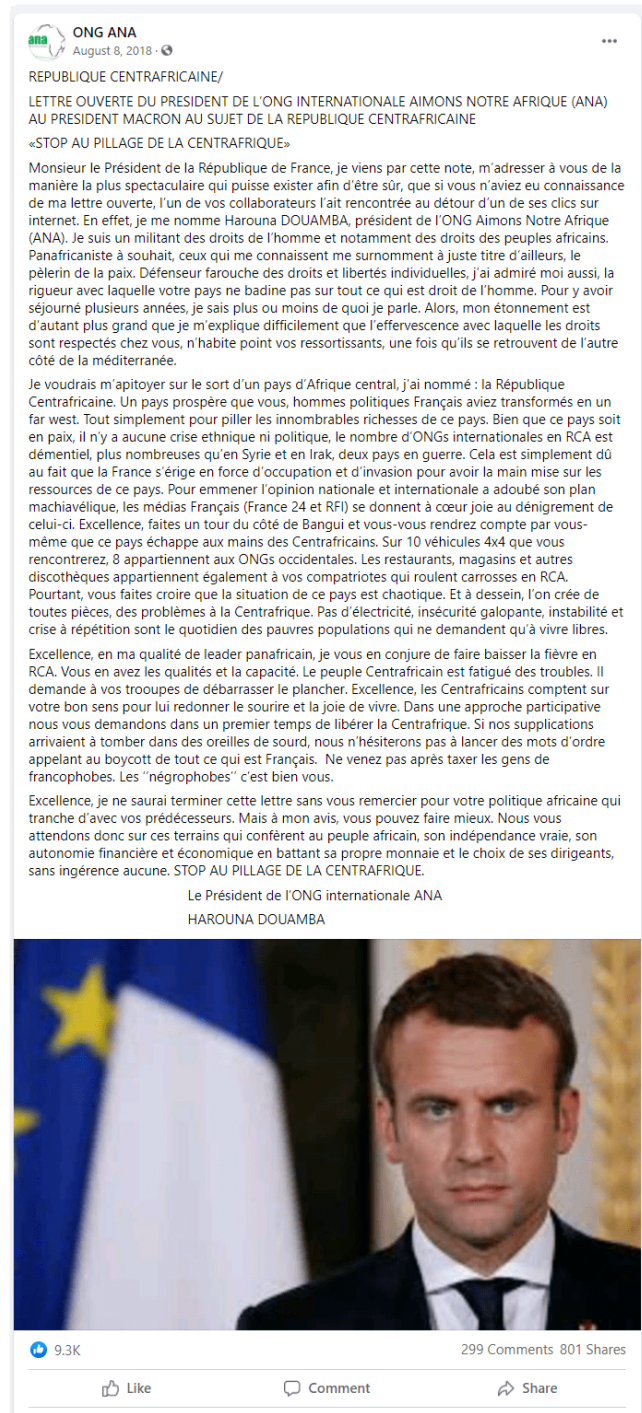 ana
ONG ANA
August 8, 2018 ·
REPUBLIQUE CENTRAFRICAINE/
LETTRE OUVERTE DU PRESIDENT DE L'ONG INTERNATIONALE AIMONS NOTRE AFRIQUE (ANA)
AU PRESIDENT MACRON AU SUJET DE LA REPUBLIQUE CENTRAFRICAINE
«STOP AU PILLAGE DE LA CENTRAFRIQUE»
Monsieur le Président de la République de France, je viens par cette note, m'adresser à vous de la
manière la plus spectaculaire qui puisse exister afin d'être sûr, que si vous n'aviez eu connaissance
de ma lettre ouverte, l'un de vos collaborateurs l'ait rencontrée au détour d'un de ses clics sur
internet. En effet, je me nomme Harouna DOUAMBA, président de l'ONG Aimons Notre Afrique
(ANA). Je suis un militant des droits de l'homme et notamment des droits des peuples africains.
Panafricaniste à souhait, ceux qui me connaissent me surnomment à juste titre d'ailleurs, le
pèlerin de la paix. Défenseur farouche des droits et libertés individuelles, j'ai admiré moi aussi, la
rigueur avec laquelle votre pays ne badine pas sur tout ce qui est droit de l'homme. Pour y avoir
séjourné plusieurs années, je sais plus ou moins de quoi je parle. Alors, mon étonnement est
d'autant plus grand que je m'explique difficilement que l'effervescence avec laquelle les droits
sont respectés chez vous, n'habite point vos ressortissants, une fois qu'ils se retrouvent de l'autre
côté de la méditerranée.
Je voudrais m'apitoyer sur le sort d'un pays d'Afrique central, j'ai nommé : la République
Centrafricaine. Un pays prospère que vous, hommes politiques Français aviez transformés en un
far west. Tout simplement pour piller les innombrables richesses de ce pays. Bien que ce pays soit
en paix, il n'y a aucune crise ethnique ni politique, le nombre d'ONGs internationales en RCA est
démentiel, plus nombreuses qu'en Syrie et en Irak, deux pays en guerre. Cela est simplement dû
au fait que la France s'érige en force d'occupation et d'invasion pour avoir la main mise sur les
ressources de ce pays. Pour emmener l'opinion nationale et internationale a adoubé son plan
machiavélique, les médias Français (France 24 et RFI) se donnent à cœur joie au dénigrement de
celui-ci. Excellence, faites un tour du côté de Bangui et vous-vous rendrez compte par vous-
même que ce pays échappe aux mains des Centrafricains. Sur 10 véhicules 4x4 que vous
rencontrerez, 8 appartiennent aux ONGs occidentales. Les restaurants, magasins et autres
discothèques appartiennent également à vos compatriotes qui roulent carrosses en RCA.
Pourtant, vous faites croire que la situation de ce pays est chaotique. Et à dessein, l'on crée de
toutes pièces, des problèmes à la Centrafrique. Pas d'électricité, insécurité galopante, instabilité et
crise à répétition sont le quotidien des pauvres populations qui ne demandent qu'à vivre libres.
Excellence, en ma qualité de leader panafricain, je vous en conjure de faire baisser la fièvre en
RCA. Vous en avez les qualités et la capacité. Le peuple Centrafricain est fatigué des troubles. Il
demande à vos trooupes de débarrasser le plancher. Excellence, les Centrafricains comptent sur
votre bon sens pour lui redonner le sourire et la joie de vivre. Dans une approche participative
nous vous demandons dans un premier temps de libérer la Centrafrique. Si nos supplications
arrivaient à tomber dans des oreilles de sourd, nous n'hésiterons pas à lancer des mots d'ordre
appelant au boycott de tout ce qui est Français. Ne venez pas après taxer les gens de
francophobes. Les ''négrophobes'' c'est bien vous.
Excellence, je ne saurai terminer cette lettre sans vous remercier pour votre politique africaine qui
tranche d'avec vos prédécesseurs. Mais à mon avis, vous pouvez faire mieux. Nous vous
attendons donc sur ces terrains qui confèrent au peuple africain, son indépendance vraie, son
autonomie financière et économique en battant sa propre monnaie et le choix de ses dirigeants,
sans ingérence aucune. STOP AU PILLAGE DE LA CENTRAFRIQUE.
Le Président de l'ONG internationale ANA
HAROUNA DOUAMBA
9.3K
299 Comments 801 Shares
Like
Comment
Share